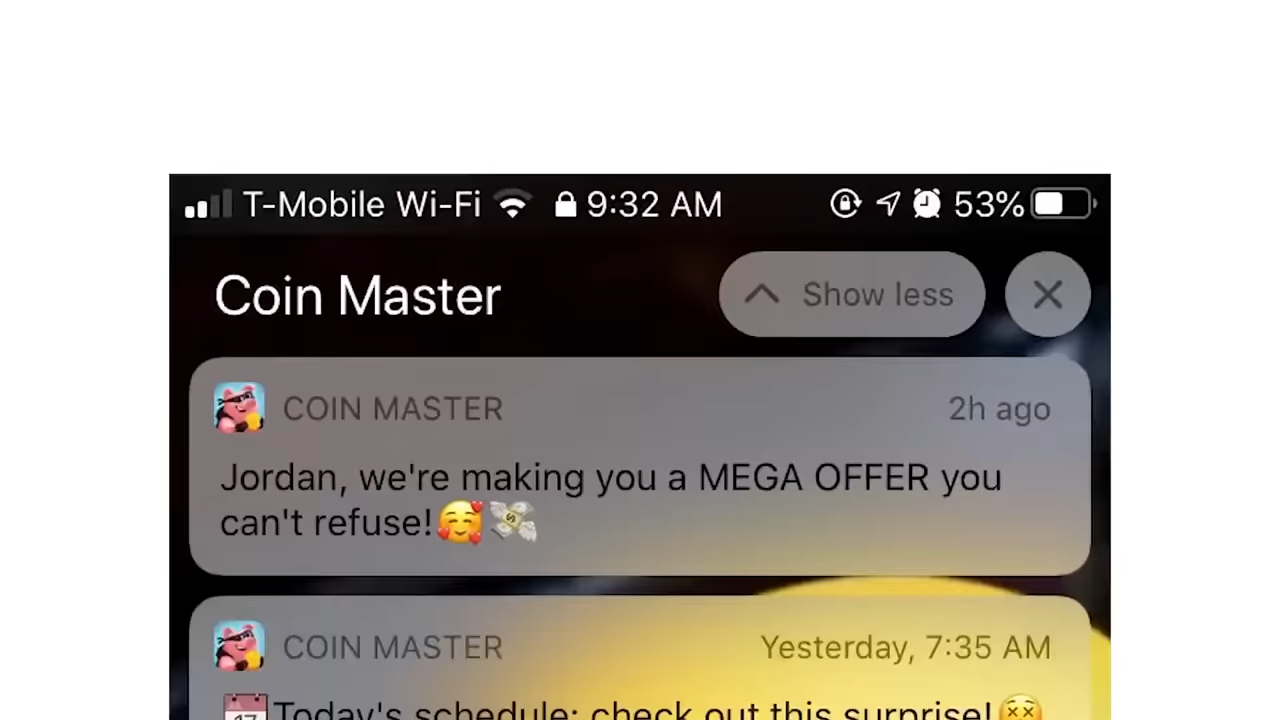 T-Mobile Wi-Fi 9:32 AM 53%
Coin Master Show less
COIN MASTER 2h ago
Jordan, we're making you a MEGA OFFER you
can't refuse!🥰💸
COIN MASTER Yesterday, 7:35 AM
📅Today's schedule: check out this surprise!😵